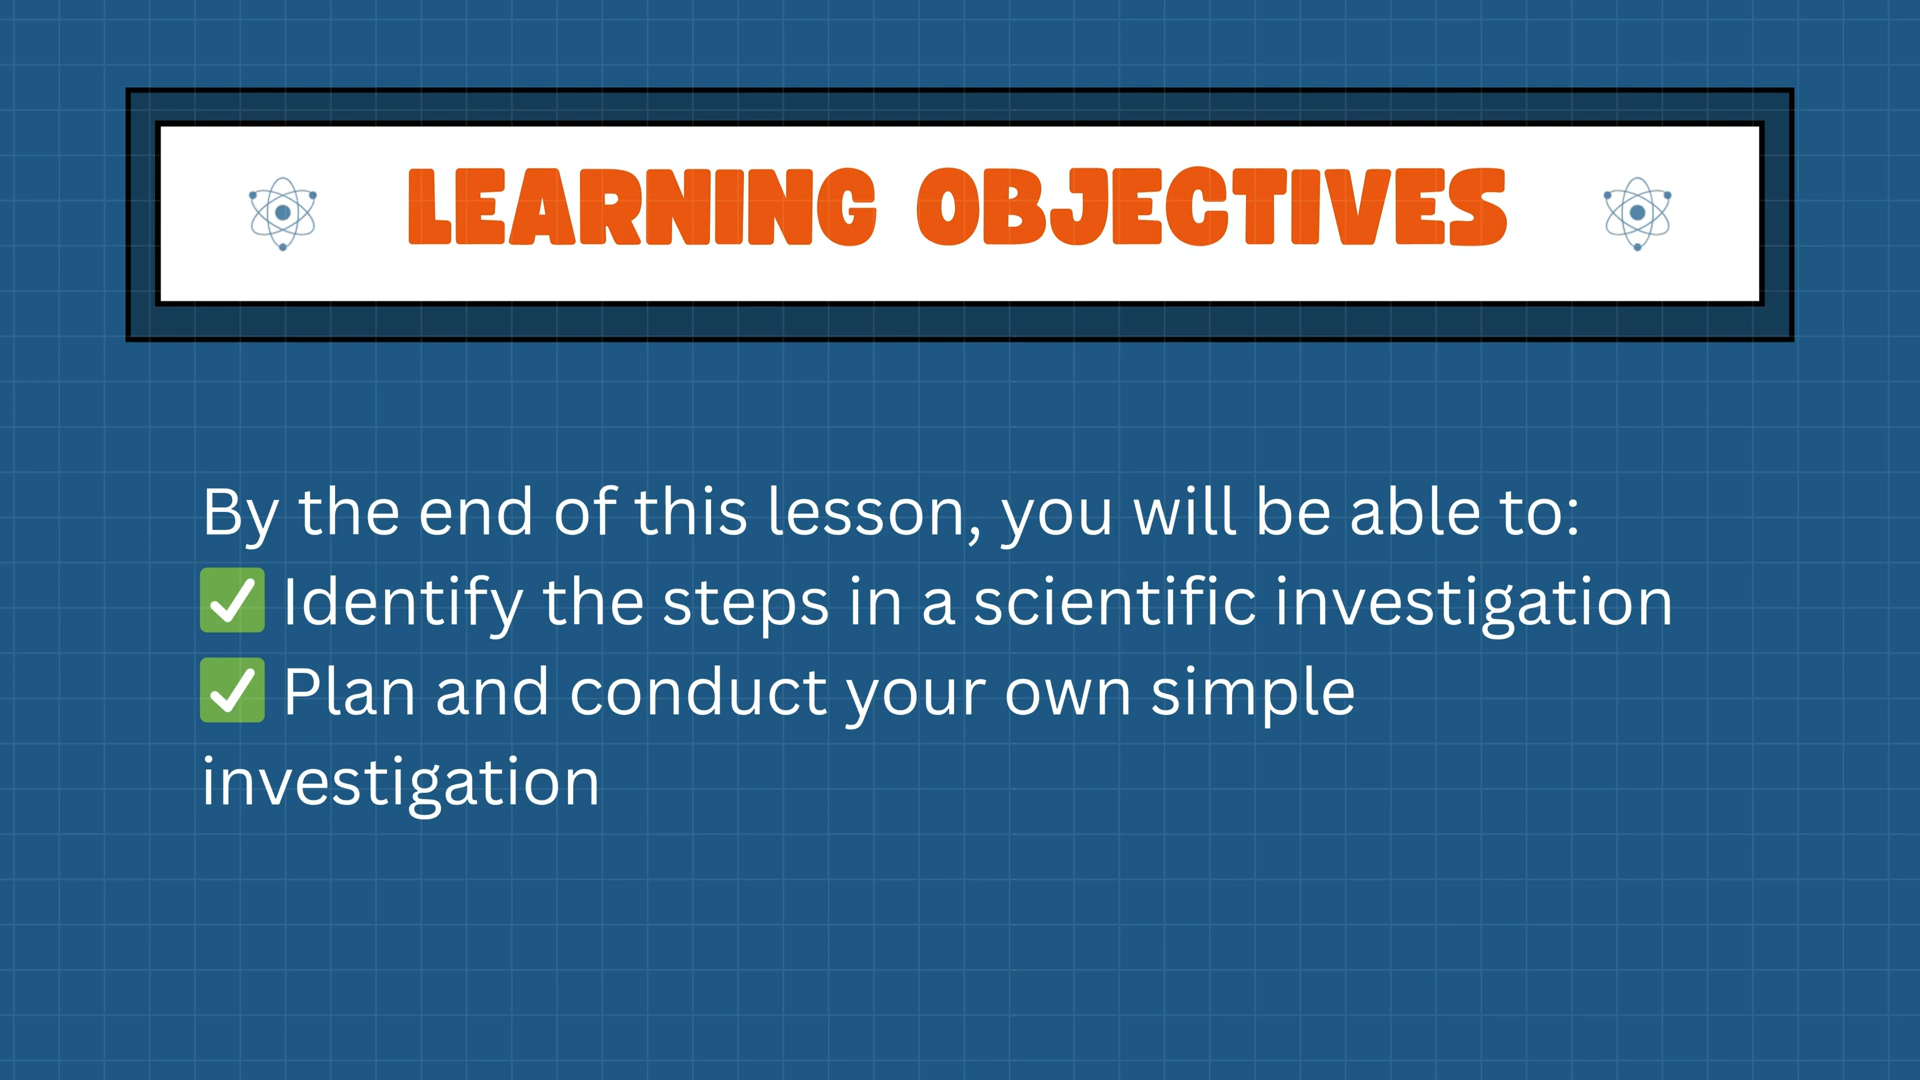 LEARNING OBJECTIVES
By the end of this lesson, you will be able to:
✅ Identify the steps in a scientific investigation
✅ Plan and conduct your own simple
investigation